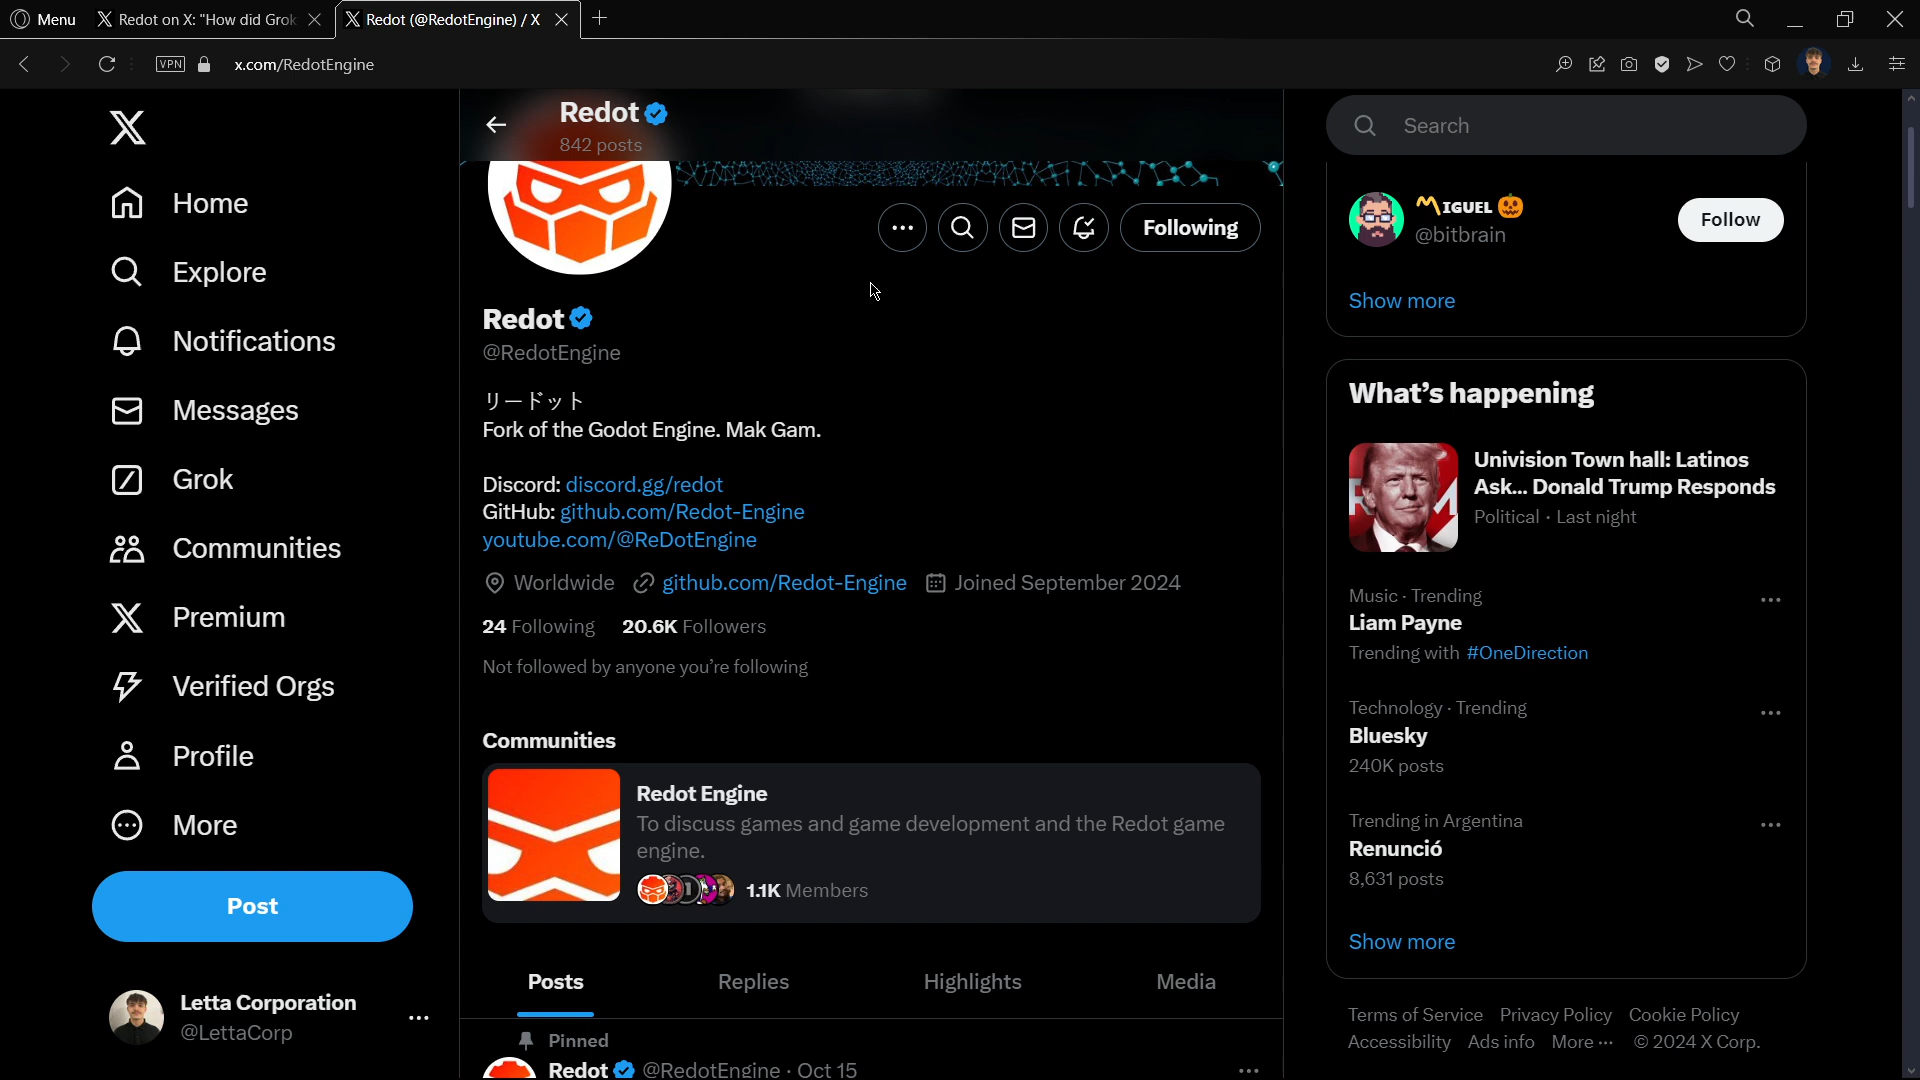 Menu
Redot on X: "How did Grok
Redot (@RedotEngine) / X
VPN
x.com/RedotEngine
Home
Explore
Notifications
Messages
Grok
Communities
Premium
Verified Orgs
Profile
More
Post
Letta Corporation
@LettaCorp
Redot
842 posts
Following
Redot
@RedotEngine
リードット
Fork of the Godot Engine. Mak Gam.
Discord: discord.gg/redot
GitHub: github.com/Redot-Engine
youtube.com/@ReDotEngine
Worldwide github.com/Redot-Engine Joined September 2024
24 Following 20.6K Followers
Not followed by anyone you're following
Communities
Redot Engine
To discuss games and game development and the Redot game
engine.
1.1K Members
Posts Replies Highlights Media
Pinned
Redot @RedotEngine · Oct 15
Search
MIGUEL
@bitbrain
Follow
Show more
What's happening
Univision Town hall: Latinos
Ask... Donald Trump Responds
Political · Last night
Music · Trending
Liam Payne
Trending with #OneDirection
Technology · Trending
Bluesky
240K posts
Trending in Argentina
Renunció
8,631 posts
Show more
Terms of Service Privacy Policy Cookie Policy
Accessibility Ads info More ··· © 2024 X Corp.